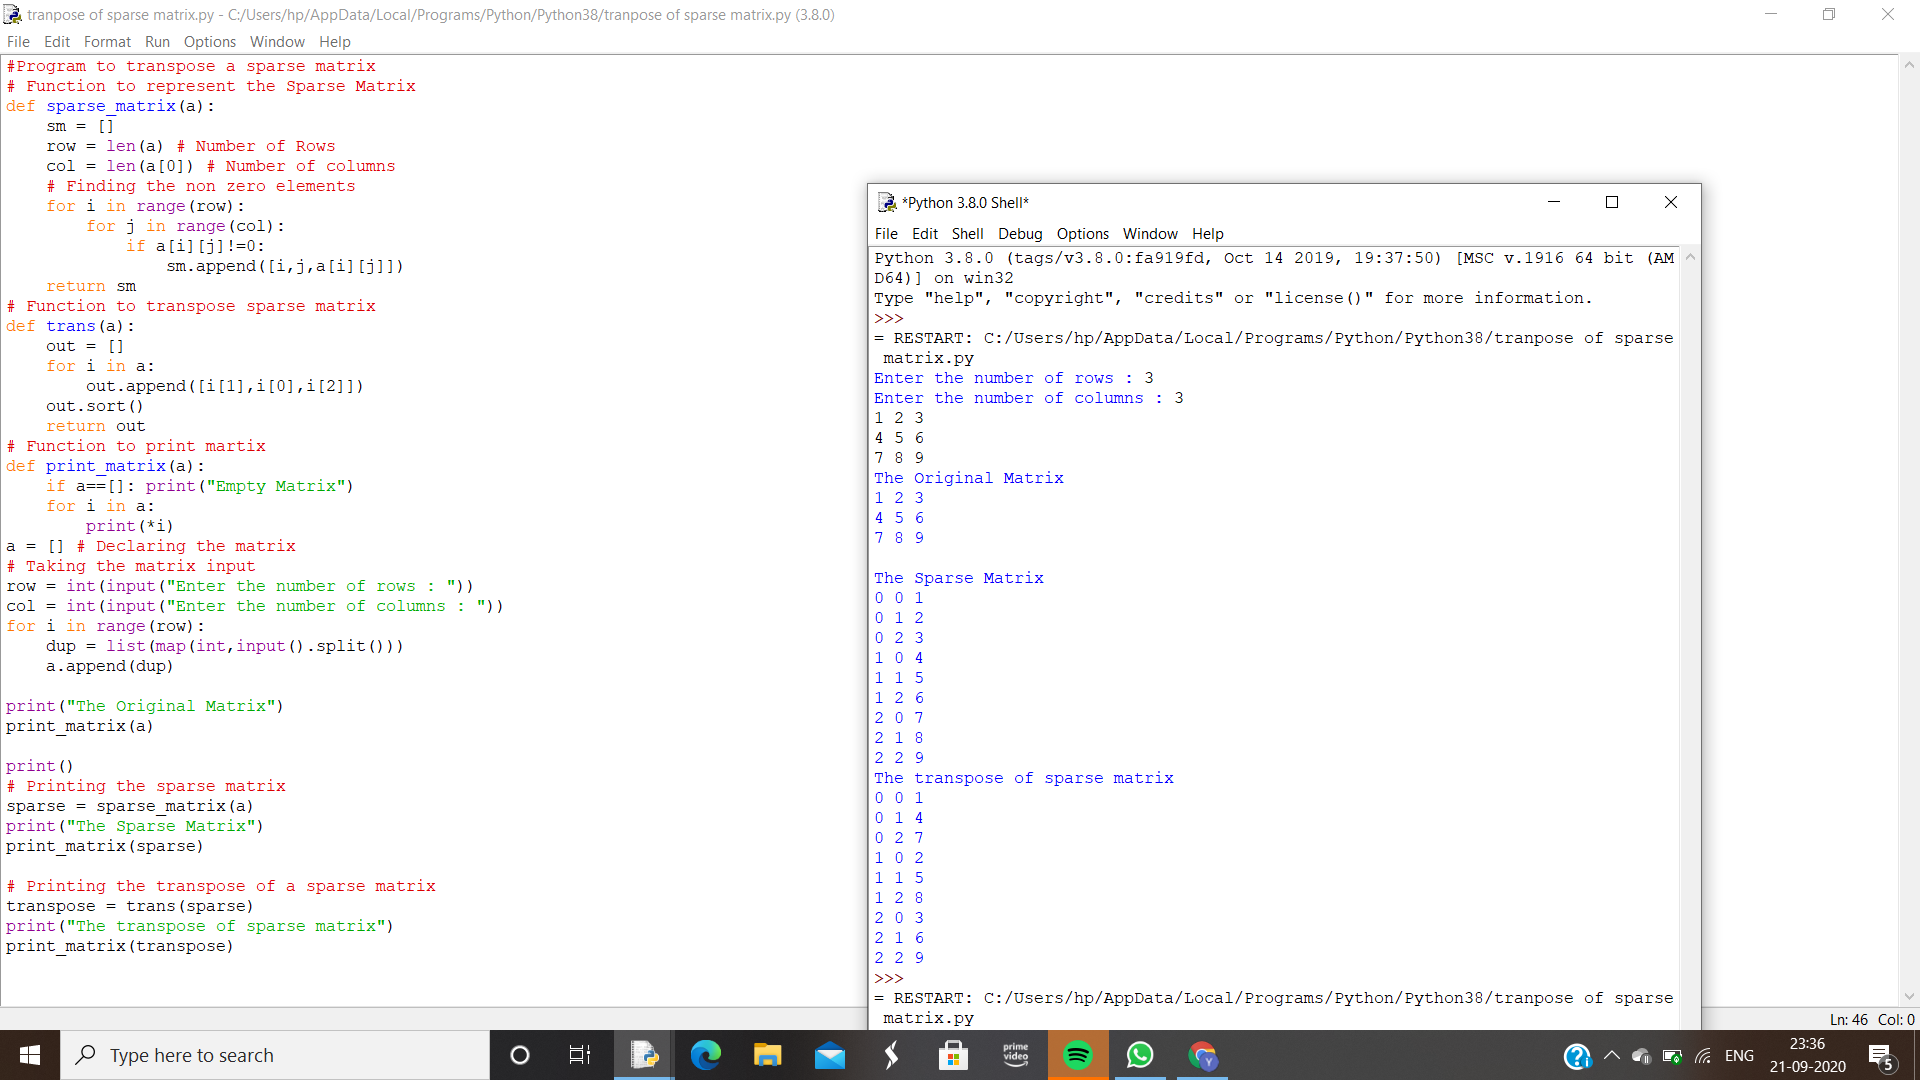 tranpose of sparse matrix.py - C:/Users/hp/AppData/Local/Programs/Python/Python38/tranpose of sparse matrix.py (3.8.0)
File Edit Format Run Options Window Help
#Program to transpose a sparse matrix
# Function to represent the Sparse Matrix
def sparse_matrix(a):
    sm = []
    row = len(a) # Number of Rows
    col = len(a[0]) # Number of columns
    # Finding the non zero elements
    for i in range(row):
        for j in range(col):
            if a[i][j]!=0:
                sm.append([i,j,a[i][j]])
    return sm
# Function to transpose sparse matrix
def trans(a):
    out = []
    for i in a:
        out.append([i[1],i[0],i[2]])
    out.sort()
    return out
# Function to print martix
def print_matrix(a):
    if a==[]: print("Empty Matrix")
    for i in a:
        print(*i)
a = [] # Declaring the matrix
# Taking the matrix input
row = int(input("Enter the number of rows : "))
col = int(input("Enter the number of columns : "))
for i in range(row):
    dup = list(map(int,input().split()))
    a.append(dup)

print("The Original Matrix")
print_matrix(a)

print()
# Printing the sparse matrix
sparse = sparse_matrix(a)
print("The Sparse Matrix")
print_matrix(sparse)

# Printing the transpose of a sparse matrix
transpose = trans(sparse)
print("The transpose of sparse matrix")
print_matrix(transpose)
*Python 3.8.0 Shell*
File Edit Shell Debug Options Window Help
Python 3.8.0 (tags/v3.8.0:fa919fd, Oct 14 2019, 19:37:50) [MSC v.1916 64 bit (AM
D64)] on win32
Type "help", "copyright", "credits" or "license()" for more information.
>>>
= RESTART: C:/Users/hp/AppData/Local/Programs/Python/Python38/tranpose of sparse
 matrix.py
Enter the number of rows : 3
Enter the number of columns : 3
1 2 3
4 5 6
7 8 9
The Original Matrix
1 2 3
4 5 6
7 8 9

The Sparse Matrix
0 0 1
0 1 2
0 2 3
1 0 4
1 1 5
1 2 6
2 0 7
2 1 8
2 2 9
The transpose of sparse matrix
0 0 1
0 1 4
0 2 7
1 0 2
1 1 5
1 2 8
2 0 3
2 1 6
2 2 9
>>>
= RESTART: C:/Users/hp/AppData/Local/Programs/Python/Python38/tranpose of sparse
 matrix.py
Ln: 46 Col: 0
Type here to search
prime
video
Y
ENG
23:36
21-09-2020
5